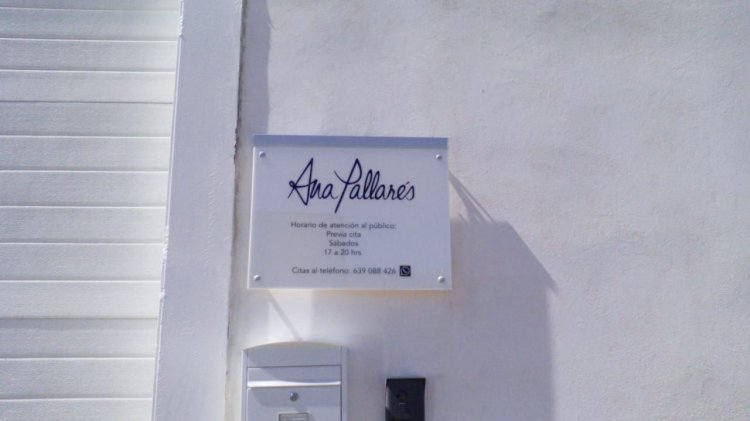 Ana Pallarés
Horario de atención al público:
Previa cita
Sábados
17 a 20 hrs.
Citas al teléfono: 639 088 426